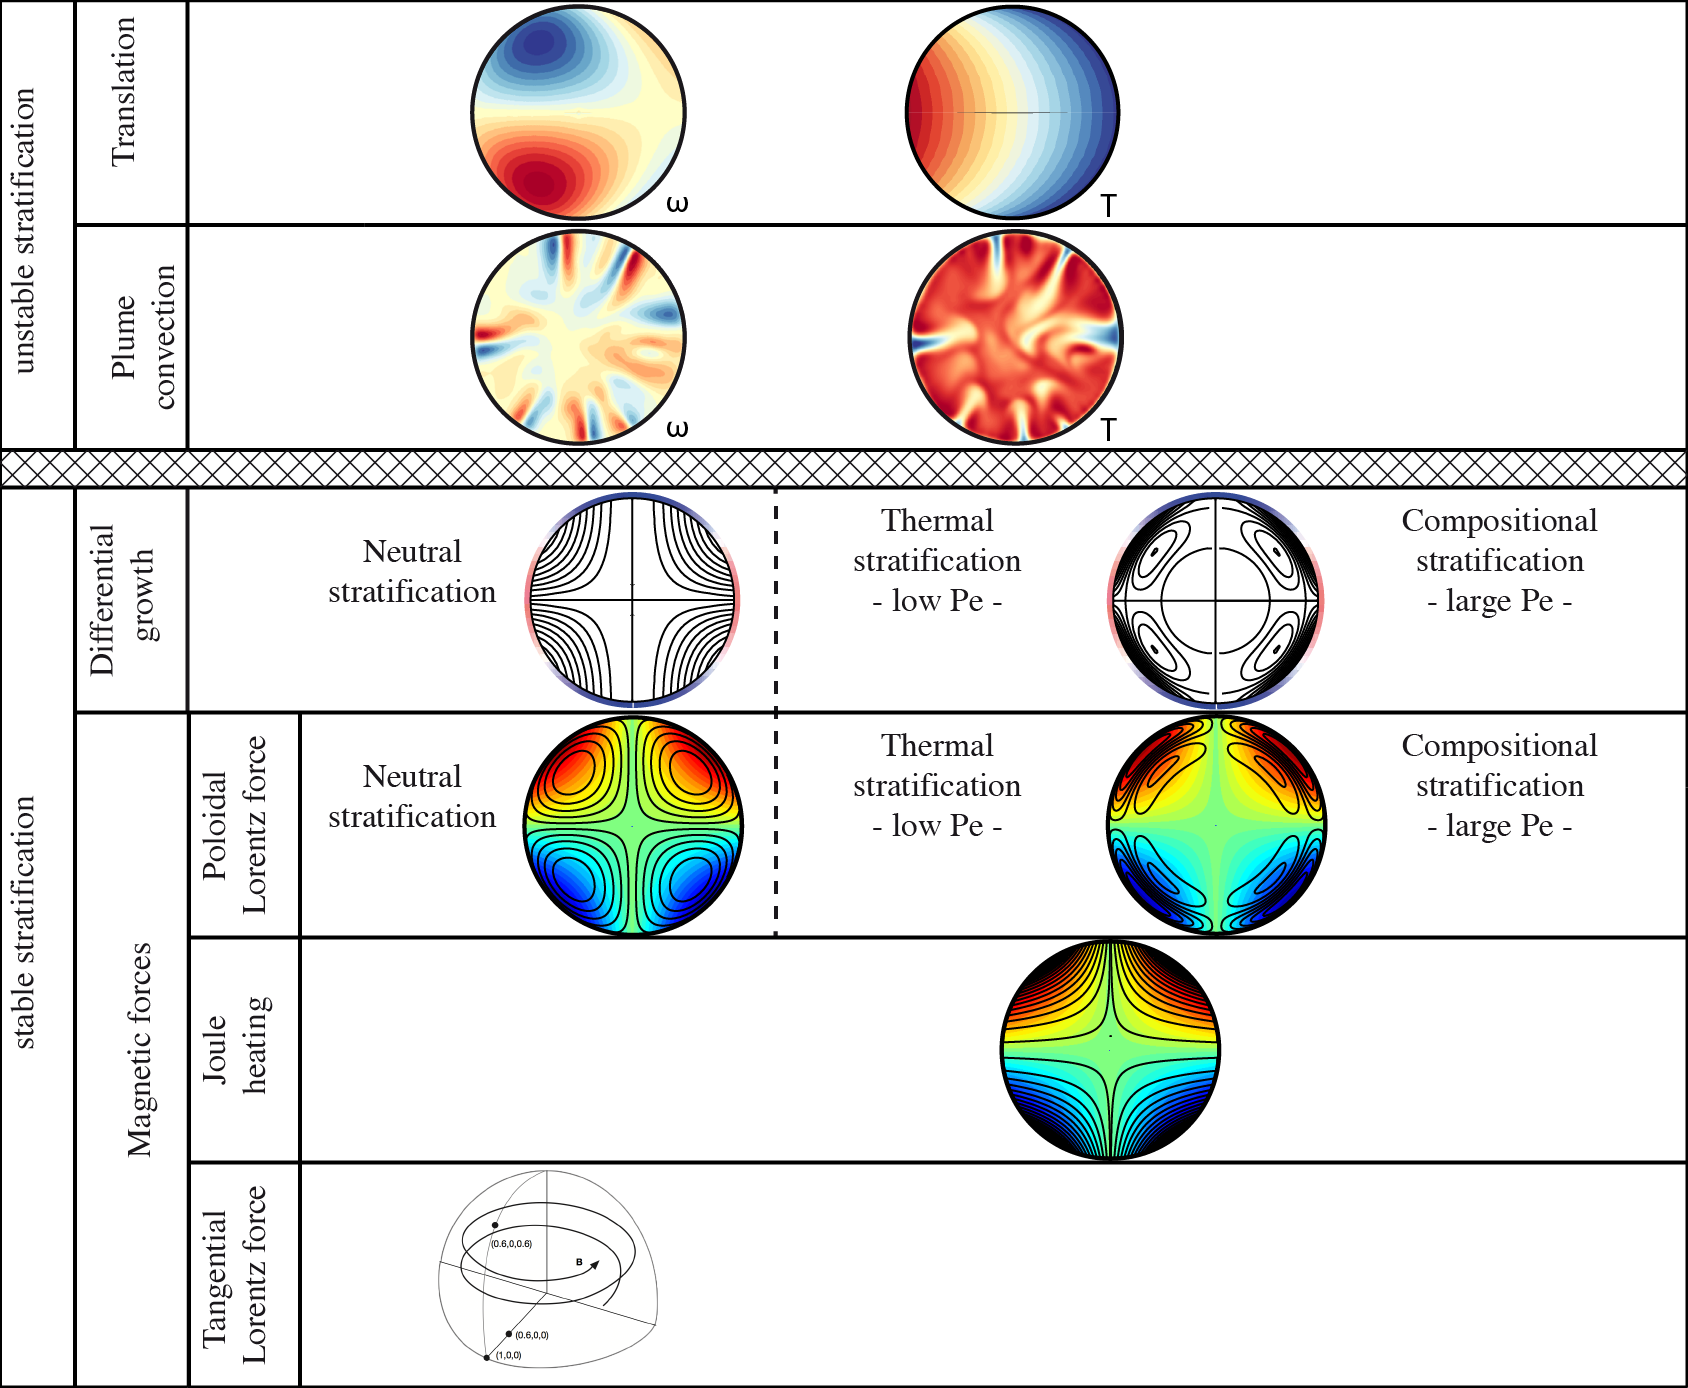 unstable stratification
Translation
ω
T
Plume
convection
ω
T
stable stratification
Differential
growth
Neutral
stratification
Thermal
stratification
- low Pe -
Compositional
stratification
- large Pe -
Magnetic forces
Poloidal
Lorentz force
Neutral
stratification
Thermal
stratification
- low Pe -
Compositional
stratification
- large Pe -
Joule
heating
Tangential
Lorentz force
(0.6,0,0.6)
B
(0.6,0,0)
(1,0,0)